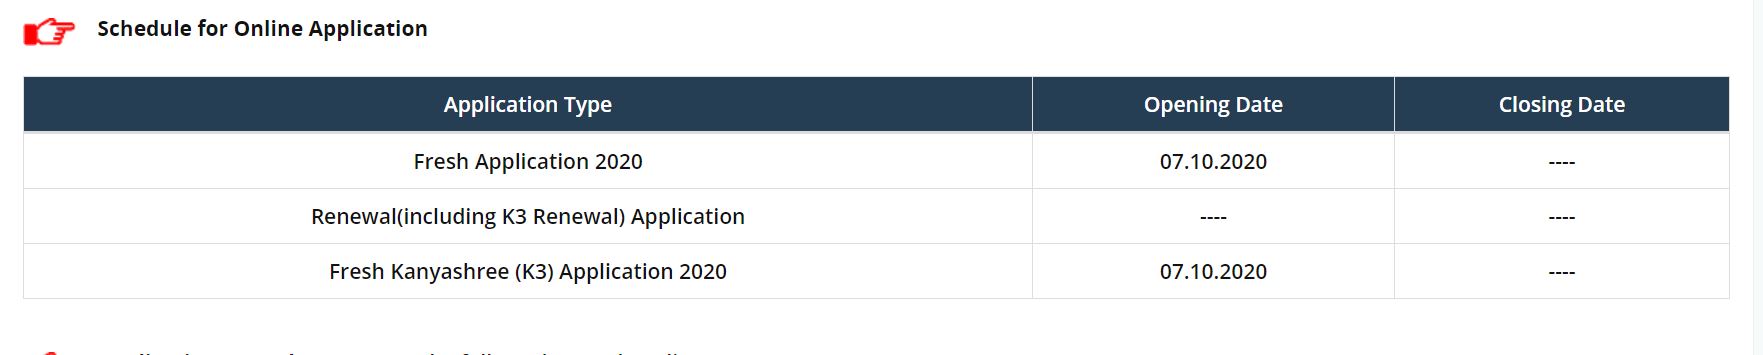 Schedule for Online Application
Application Type Opening Date Closing Date
Fresh Application 2020 07.10.2020 ----
Renewal(including K3 Renewal) Application ---- ----
Fresh Kanyashree (K3) Application 2020 07.10.2020 ----